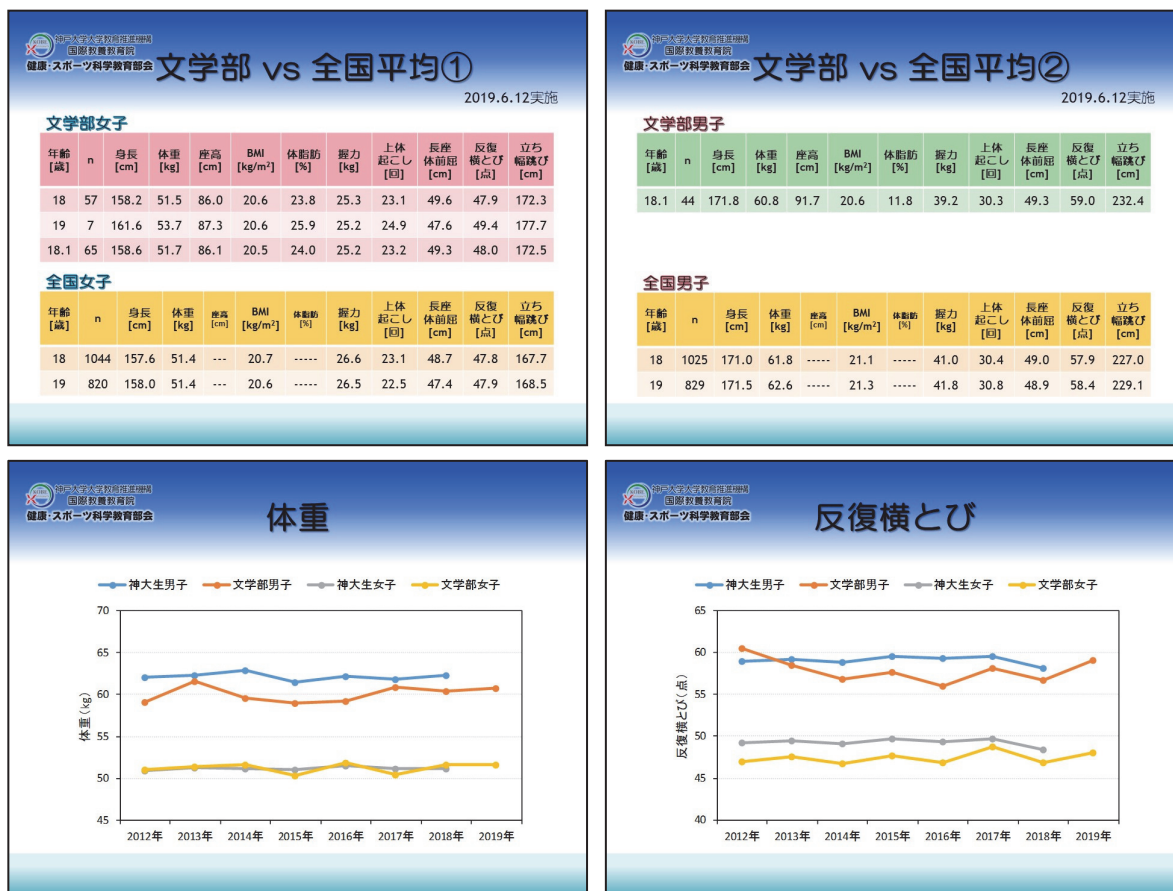 神戸大学大学教育推進機構
国際教養教育院
健康・スポーツ科学教育部会
文学部 vs 全国平均①
2019.6.12実施
文学部女子
年齢[歳] n 身長[cm] 体重[kg] 座高[cm] BMI[kg/m²] 体脂肪[%] 握力[kg] 上体起こし[回] 長座体前屈[cm] 反復横とび[点] 立ち幅跳び[cm]
18 57 158.2 51.5 86.0 20.6 23.8 25.3 23.1 49.6 47.9 172.3
19 7 161.6 53.7 87.3 20.6 25.9 25.2 24.9 47.6 49.4 177.7
18.1 65 158.6 51.7 86.1 20.5 24.0 25.2 23.2 49.3 48.0 172.5
全国女子
年齢[歳] n 身長[cm] 体重[kg] 座高[cm] BMI[kg/m²] 体脂肪[%] 握力[kg] 上体起こし[回] 長座体前屈[cm] 反復横とび[点] 立ち幅跳び[cm]
18 1044 157.6 51.4 --- 20.7 ----- 26.6 23.1 48.7 47.8 167.7
19 820 158.0 51.4 --- 20.6 ----- 26.5 22.5 47.4 47.9 168.5
神戸大学大学教育推進機構
国際教養教育院
健康・スポーツ科学教育部会
文学部 vs 全国平均②
2019.6.12実施
文学部男子
年齢[歳] n 身長[cm] 体重[kg] 座高[cm] BMI[kg/m²] 体脂肪[%] 握力[kg] 上体起こし[回] 長座体前屈[cm] 反復横とび[点] 立ち幅跳び[cm]
18.1 44 171.8 60.8 91.7 20.6 11.8 39.2 30.3 49.3 59.0 232.4
全国男子
年齢[歳] n 身長[cm] 体重[kg] 座高[cm] BMI[kg/m²] 体脂肪[%] 握力[kg] 上体起こし[回] 長座体前屈[cm] 反復横とび[点] 立ち幅跳び[cm]
18 1025 171.0 61.8 ----- 21.1 ----- 41.0 30.4 49.0 57.9 227.0
19 829 171.5 62.6 ----- 21.3 ----- 41.8 30.8 48.9 58.4 229.1
神戸大学大学教育推進機構
国際教養教育院
健康・スポーツ科学教育部会
体重
神大生男子 文学部男子 神大生女子 文学部女子
70
65
60
55
50
45
体重(kg)
2012年 2013年 2014年 2015年 2016年 2017年 2018年 2019年
神戸大学大学教育推進機構
国際教養教育院
健康・スポーツ科学教育部会
反復横とび
神大生男子 文学部男子 神大生女子 文学部女子
65
60
55
50
45
40
反復横とび(点)
2012年 2013年 2014年 2015年 2016年 2017年 2018年 2019年